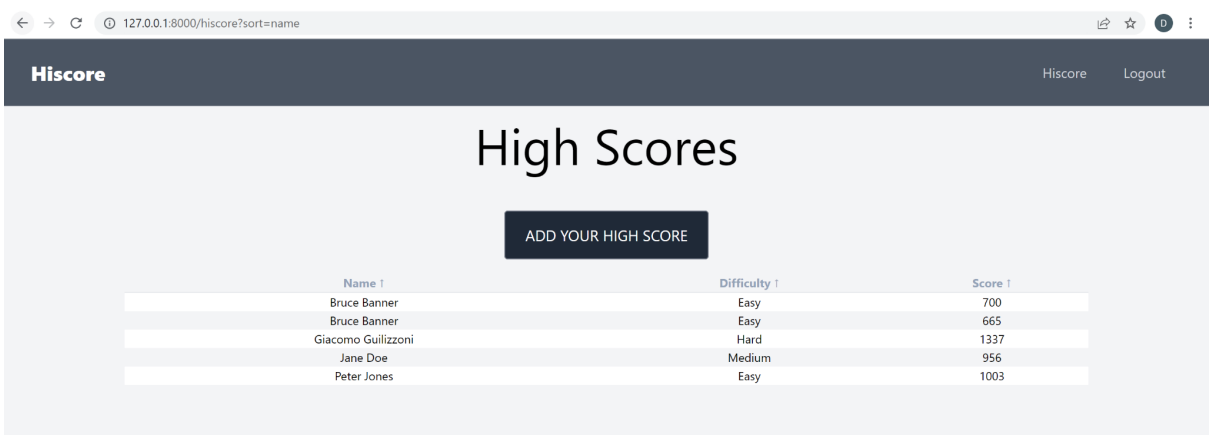 127.0.0.1:8000/hiscore?sort=name
D
Hiscore
Hiscore Logout
High Scores
ADD YOUR HIGH SCORE
Name ↑ Difficulty ↑ Score ↑
Bruce Banner Easy 700
Bruce Banner Easy 665
Giacomo Guilizzoni Hard 1337
Jane Doe Medium 956
Peter Jones Easy 1003